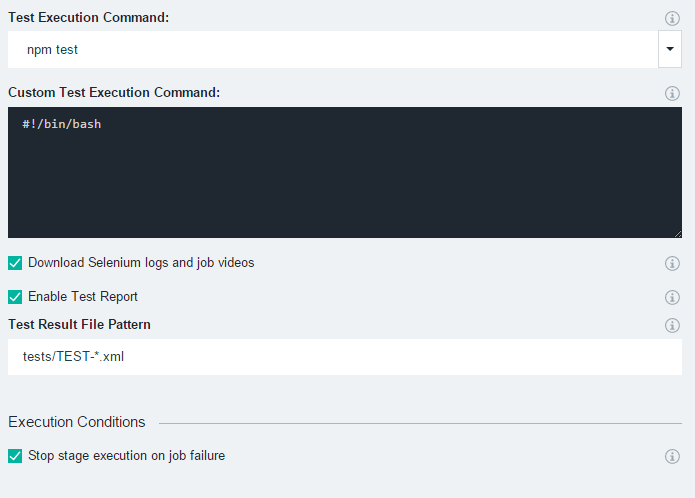 Test Execution Command:
npm test
Custom Test Execution Command:
#!/bin/bash
Download Selenium logs and job videos
Enable Test Report
Test Result File Pattern
tests/TEST-*.xml
Execution Conditions
Stop stage execution on job failure